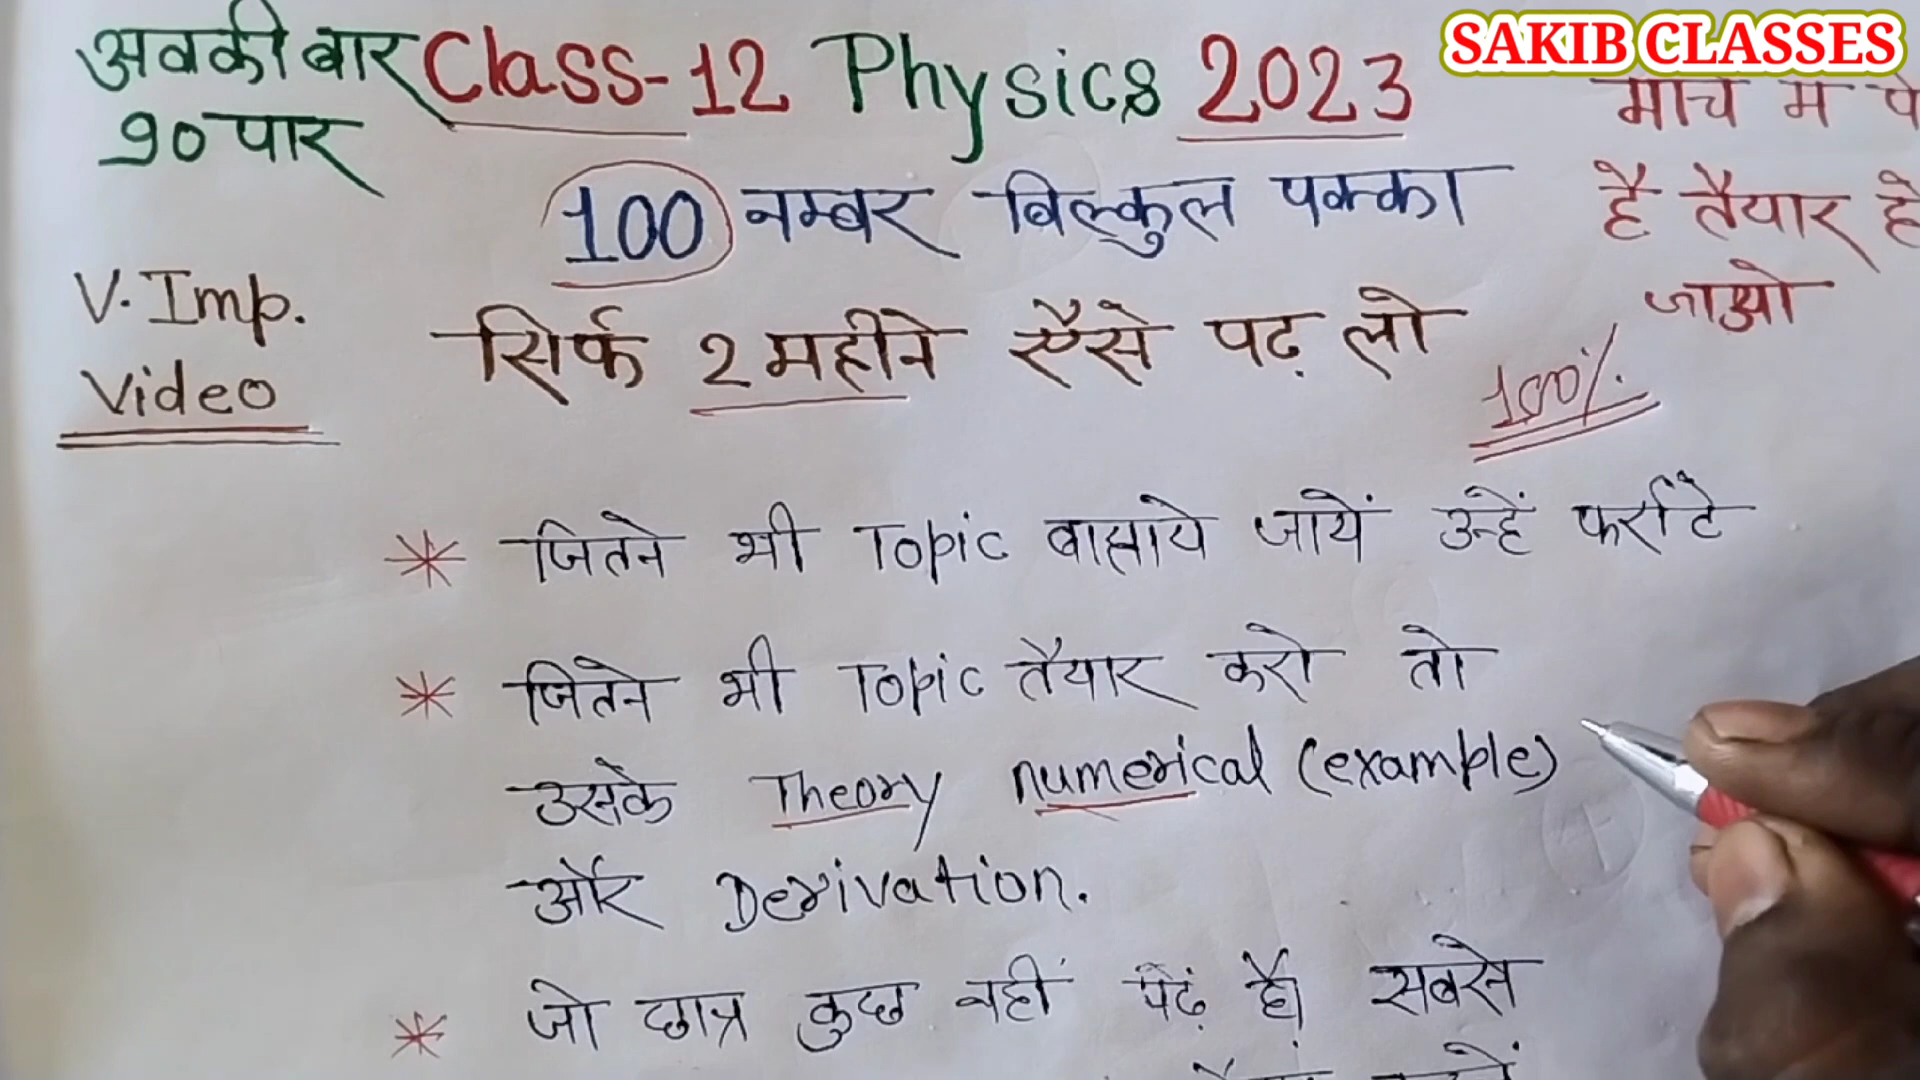 SAKIB CLASSES
अबकी बार Class-12 Physics 2023
90 पार
100 नम्बर बिल्कुल पक्का
मार्च में पे
है तैयार हो
जाओ
V. Imp.
Video
सिर्फ 2 महीने ऐसे पढ़ लो
100%
* जितने भी Topic बाताये जायें उन्हें फर्राटे
* जितने भी Topic तैयार करो तो
उसके Theory numerical (example)
और Derivation.
* जो छात्र कुछ नहीं पढ़ें है। सबसे